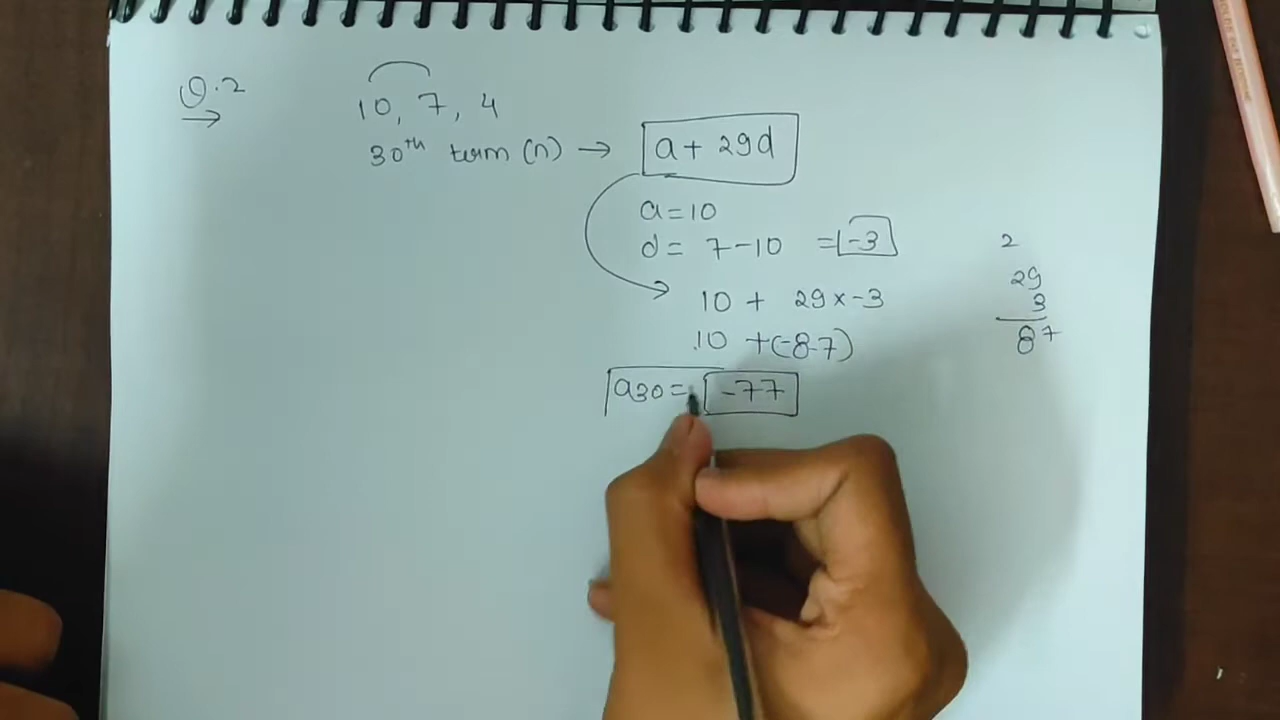 Q.2
10, 7, 4
30th term (n) → a + 29d
a = 10
d = 7 - 10 = -3
10 + 29 x -3
10 + (-87)
a30 = -77
2
29
3
87